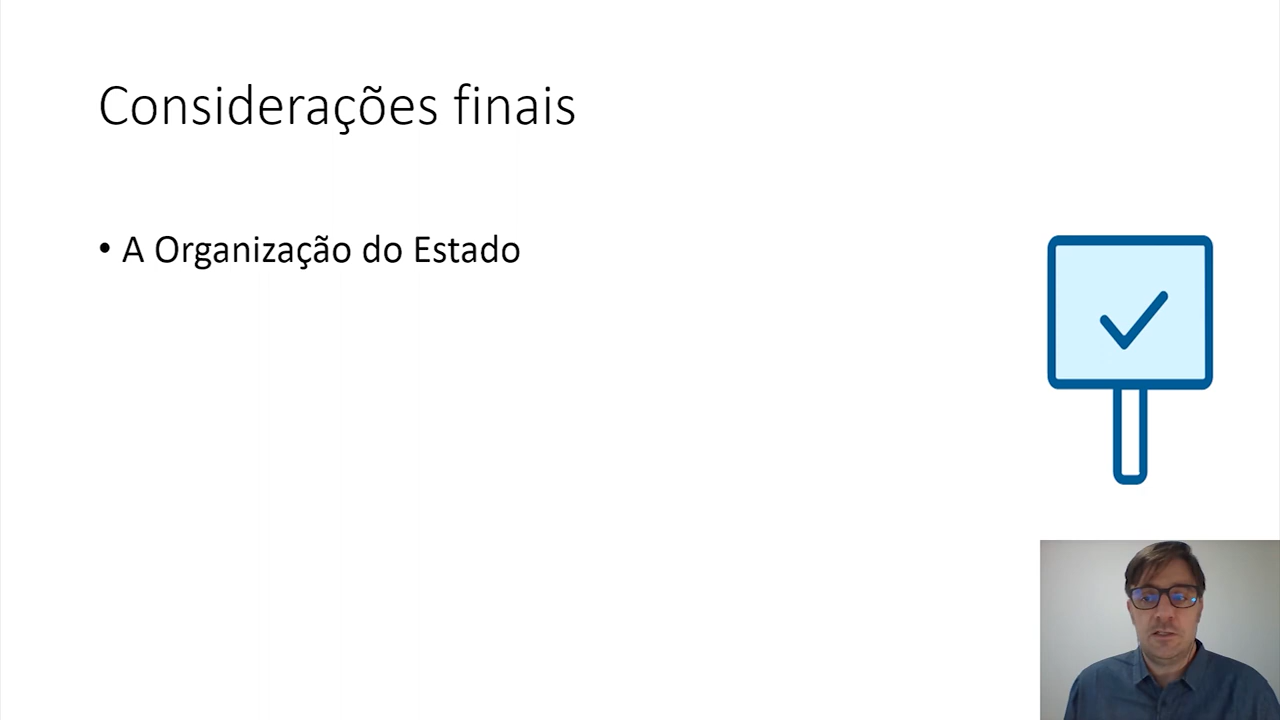 Considerações finais
• A Organização do Estado